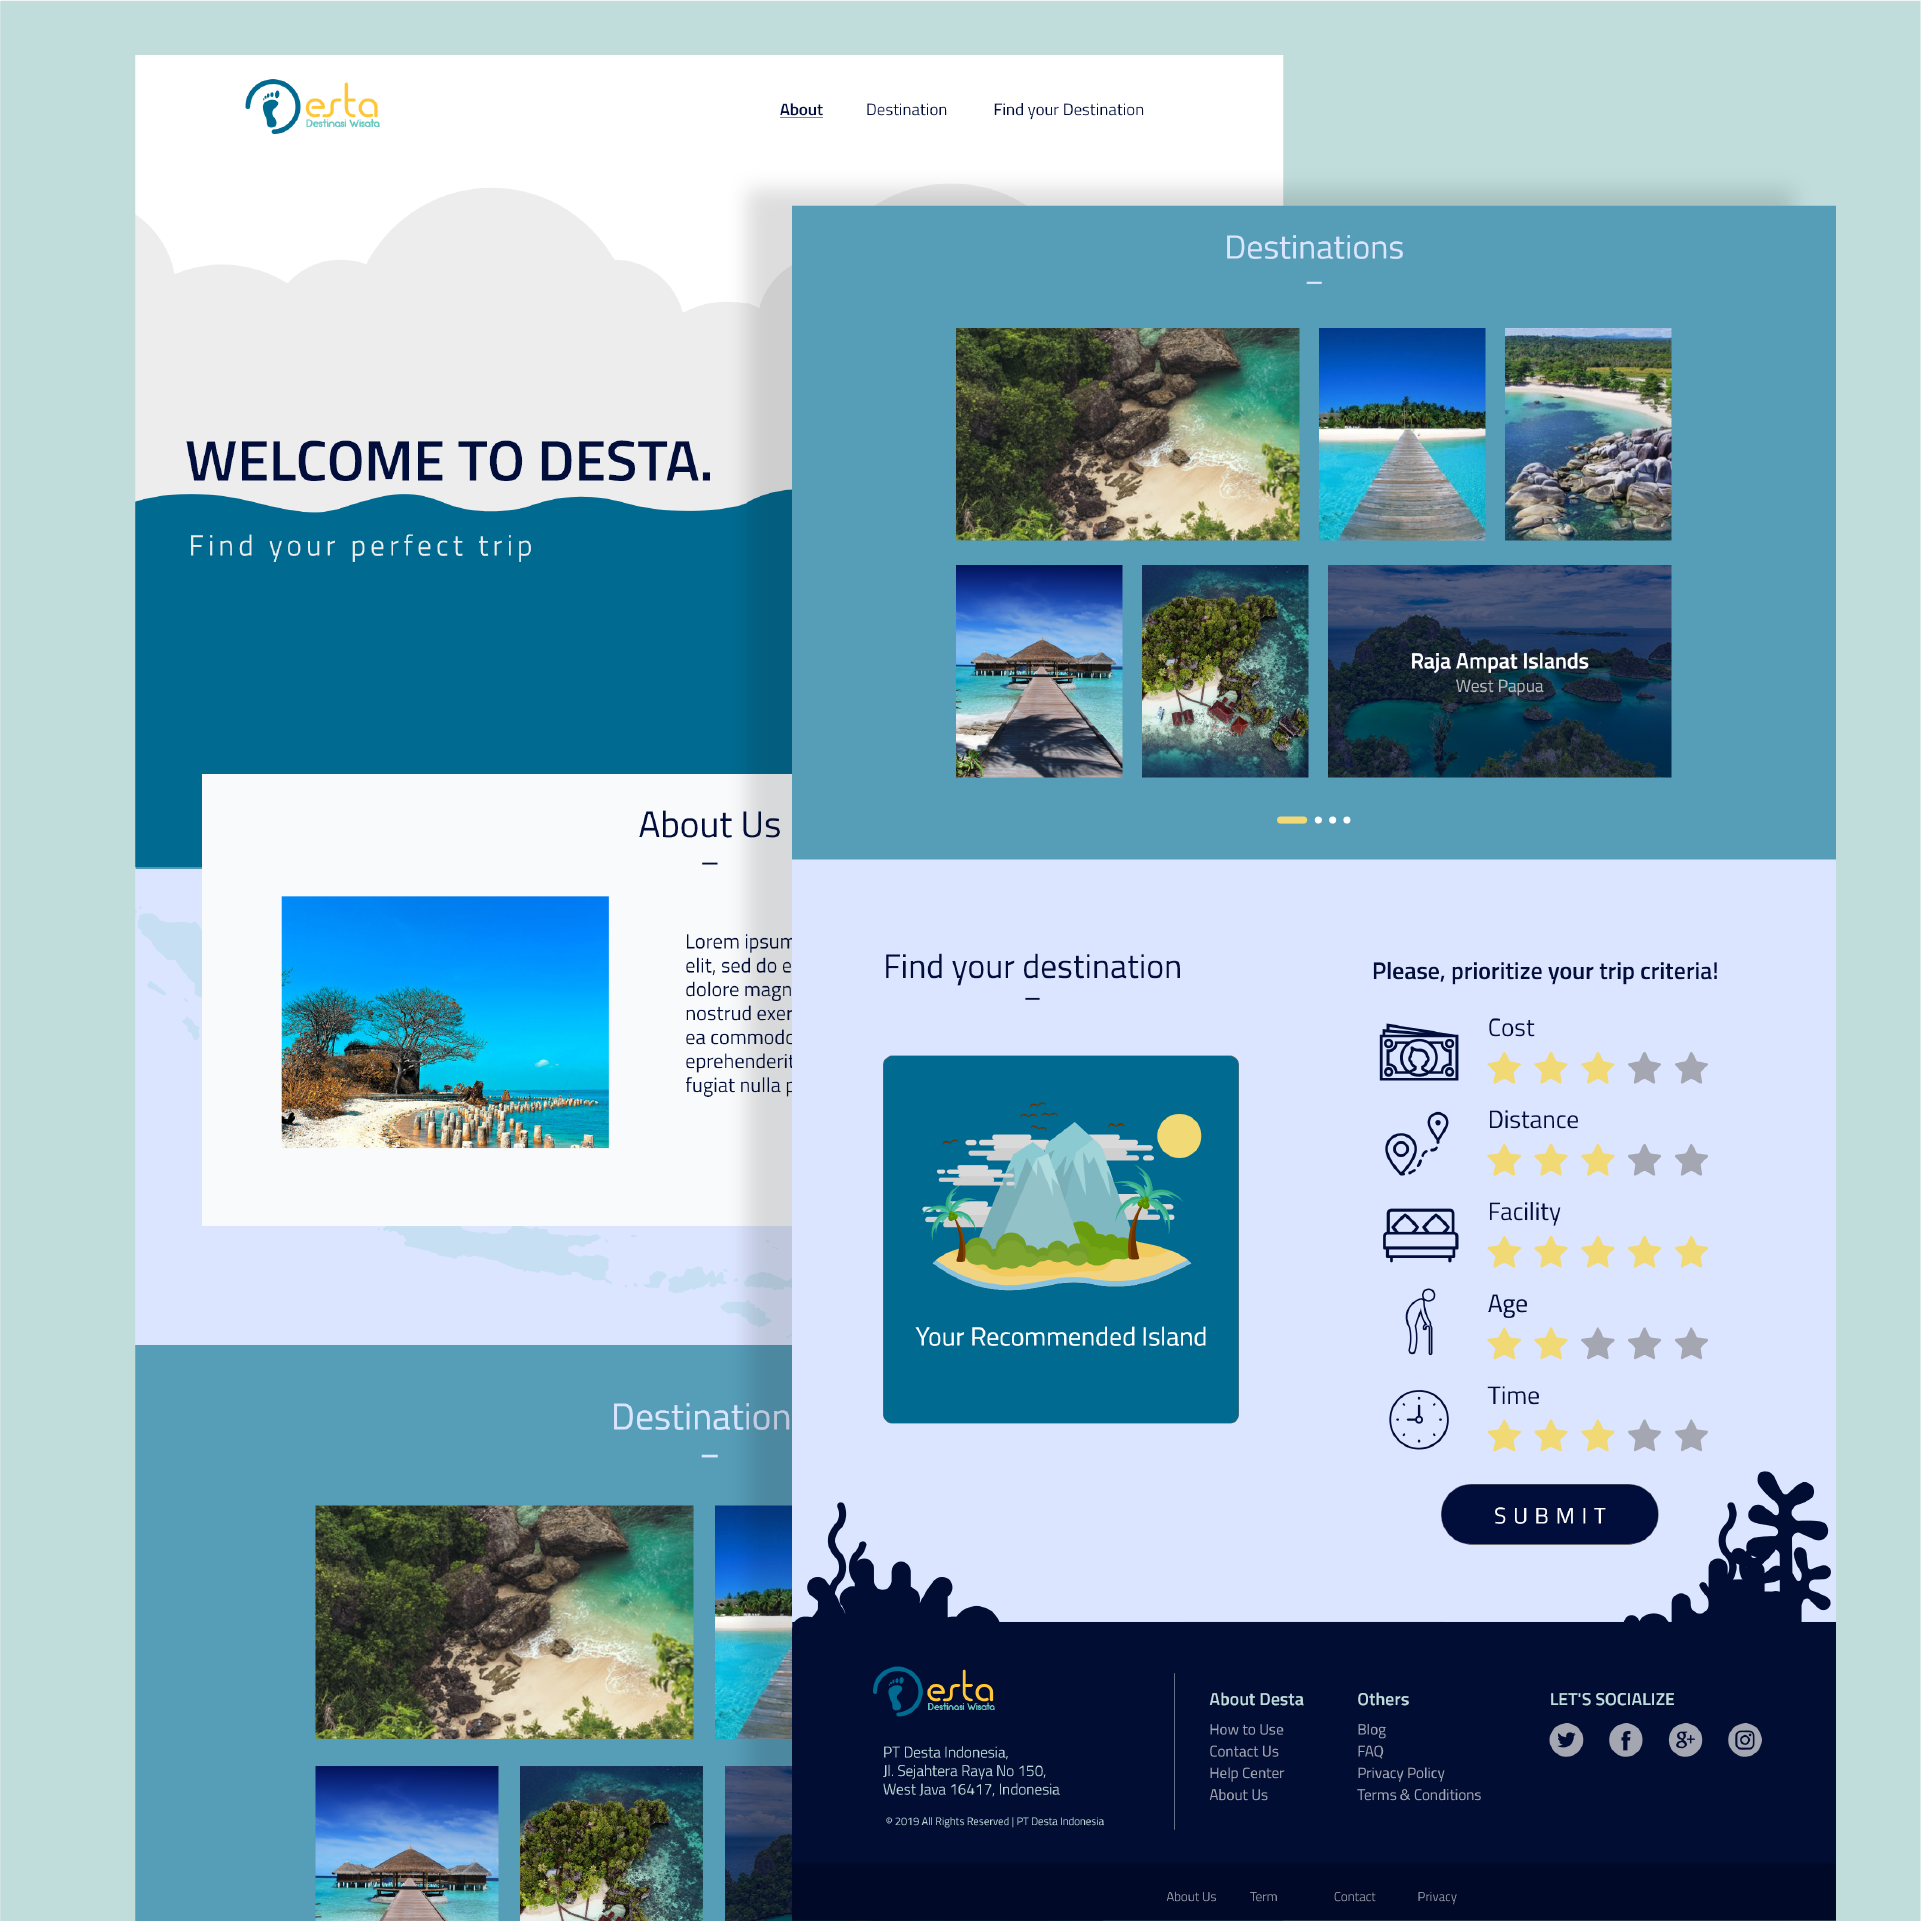 esta
Destinasi Wisata
About
Destination
Find your Destination
WELCOME TO DESTA.
Find your perfect trip
About Us
Lorem ipsum
elit, sed do e
dolore magn
nostrud exer
ea commodo
eprehenderit
fugiat nulla p
Destination
Destinations
Raja Ampat Islands
West Papua
Find your destination
Your Recommended Island
Please, prioritize your trip criteria!
Cost
Distance
Facility
Age
Time
SUBMIT
esta
Destinasi Wisata
PT Desta Indonesia,
Jl. Sejahtera Raya No 150,
West Java 16417, Indonesia
© 2019 All Rights Reserved | PT Desta Indonesia
About Desta
How to Use
Contact Us
Help Center
About Us
Others
Blog
FAQ
Privacy Policy
Terms & Conditions
LET'S SOCIALIZE
About Us
Term
Contact
Privacy